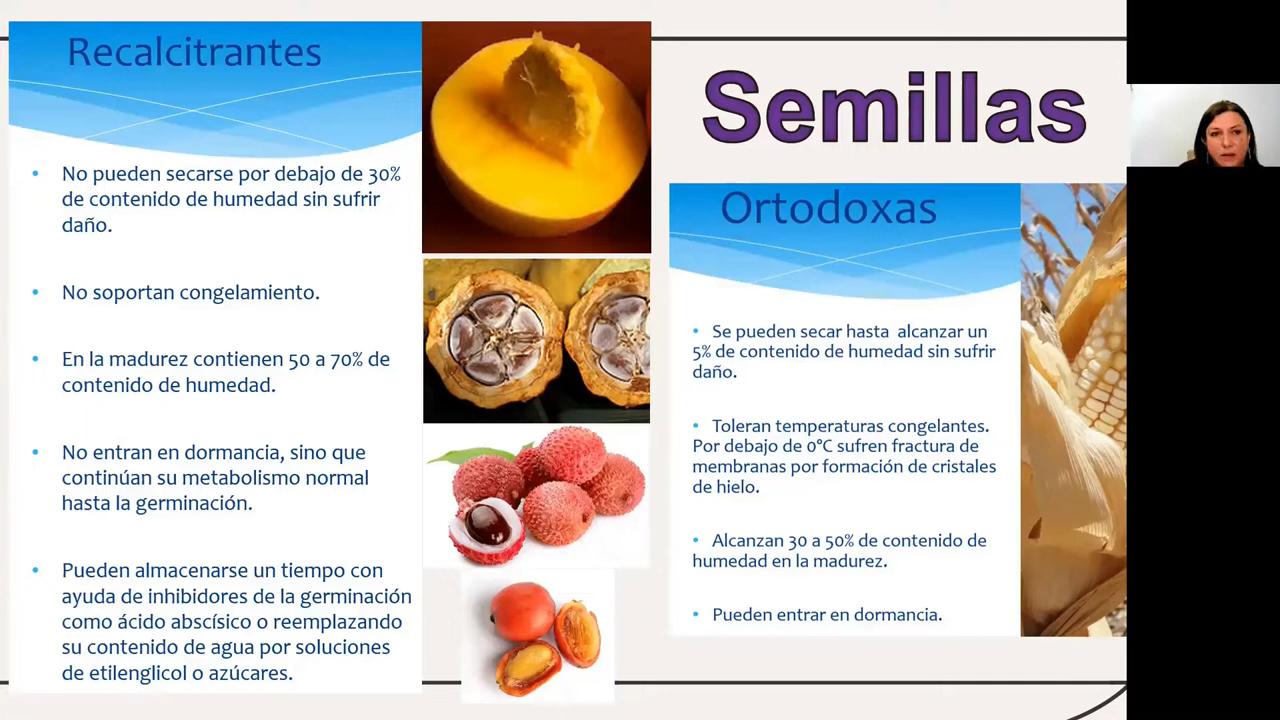 Recalcitrantes
• No pueden secarse por debajo de 30%
de contenido de humedad sin sufrir
daño.
• No soportan congelamiento.
• En la madurez contienen 50 a 70% de
contenido de humedad.
• No entran en dormancia, sino que
continúan su metabolismo normal
hasta la germinación.
• Pueden almacenarse un tiempo con
ayuda de inhibidores de la germinación
como ácido abscísico o reemplazando
su contenido de agua por soluciones
de etilenglicol o azúcares.
Semillas
Ortodoxas
• Se pueden secar hasta alcanzar un
5% de contenido de humedad sin sufrir
daño.
• Toleran temperaturas congelantes.
Por debajo de 0°C sufren fractura de
membranas por formación de cristales
de hielo.
• Alcanzan 30 a 50% de contenido de
humedad en la madurez.
• Pueden entrar en dormancia.